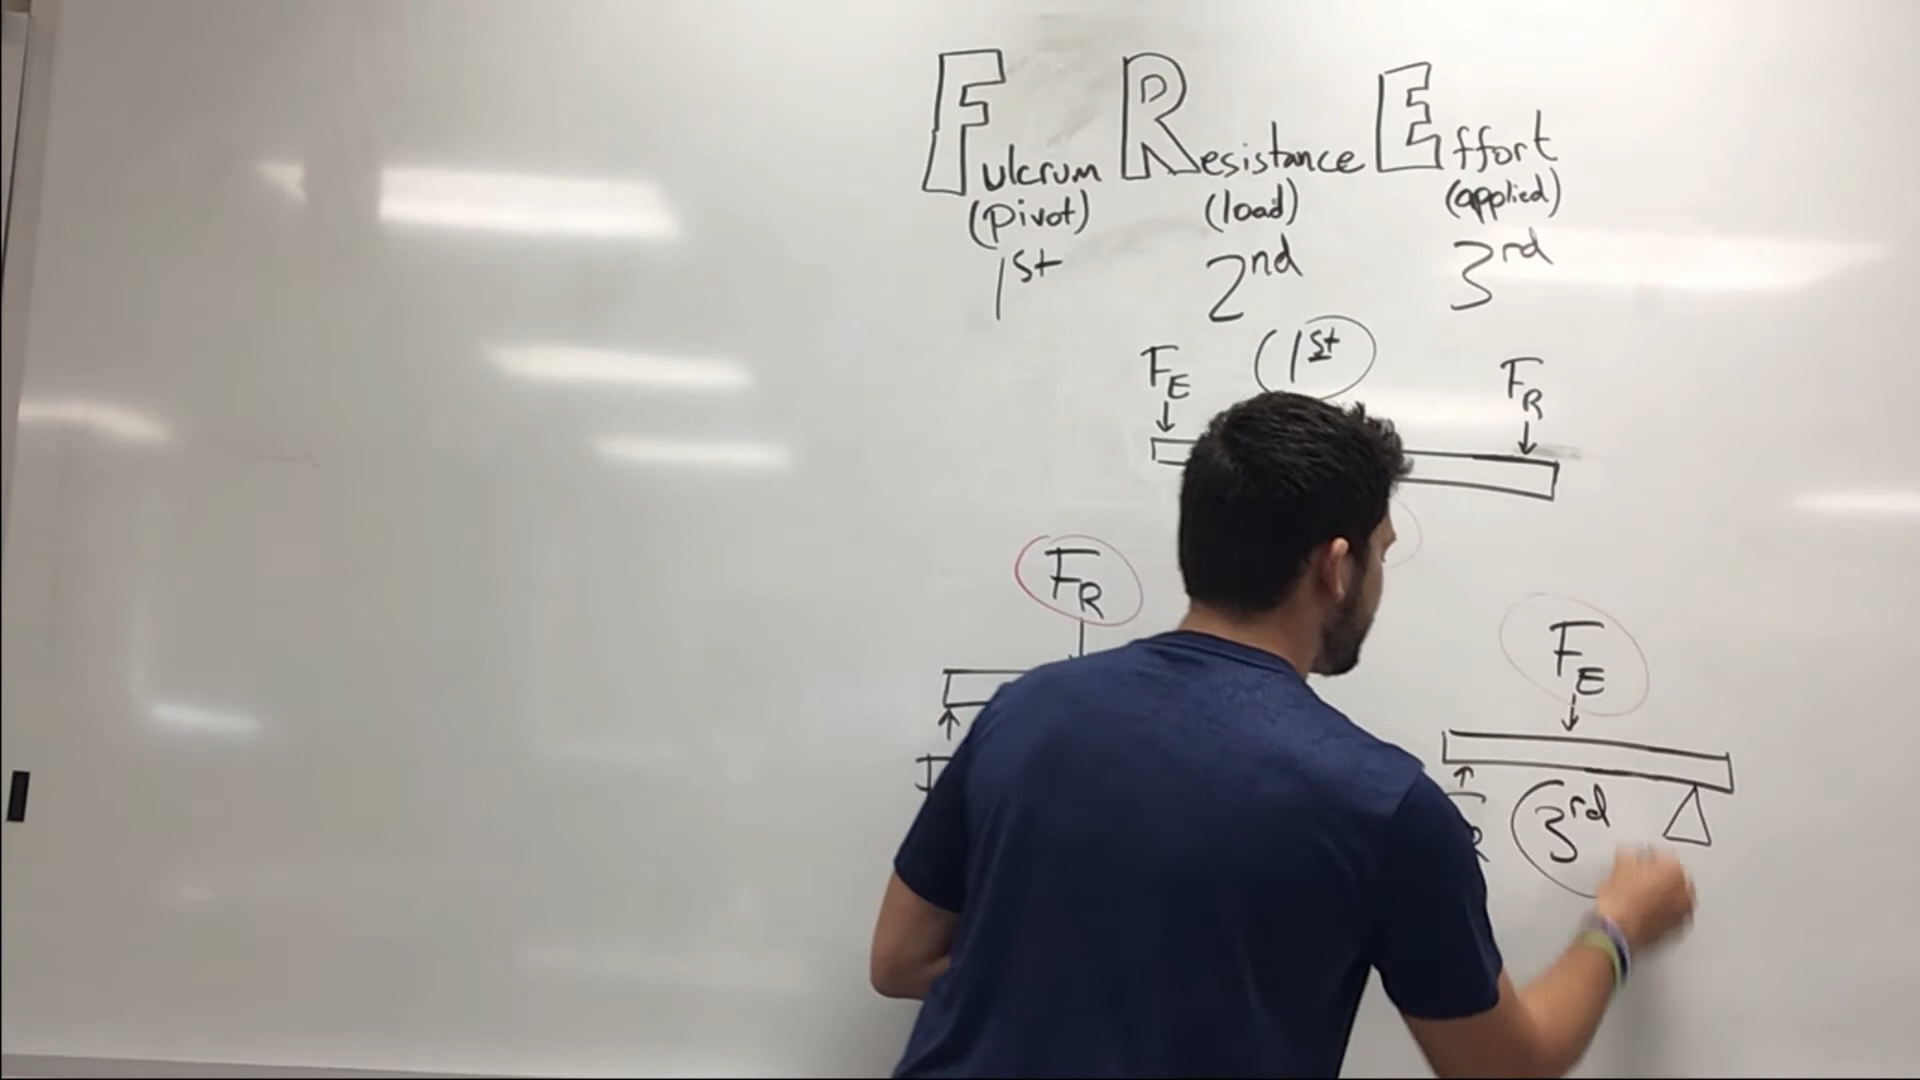 Fulcrum Resistance Effort
(pivot) (load) (applied)
1st 2nd 3rd
1st
FE FR
FR
FE
3rd